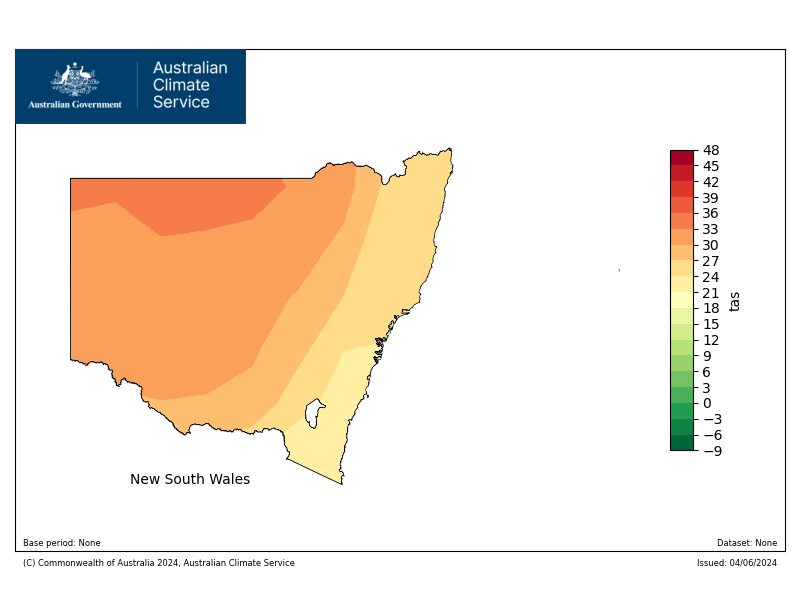 Australian Government
Australian
Climate
Service
48
45
42
39
36
33
30
27
24
21
18
15
12
9
6
3
0
−3
−6
−9
tas
New South Wales
Base period: None
Dataset: None
(C) Commonwealth of Australia 2024, Australian Climate Service
Issued: 04/06/2024